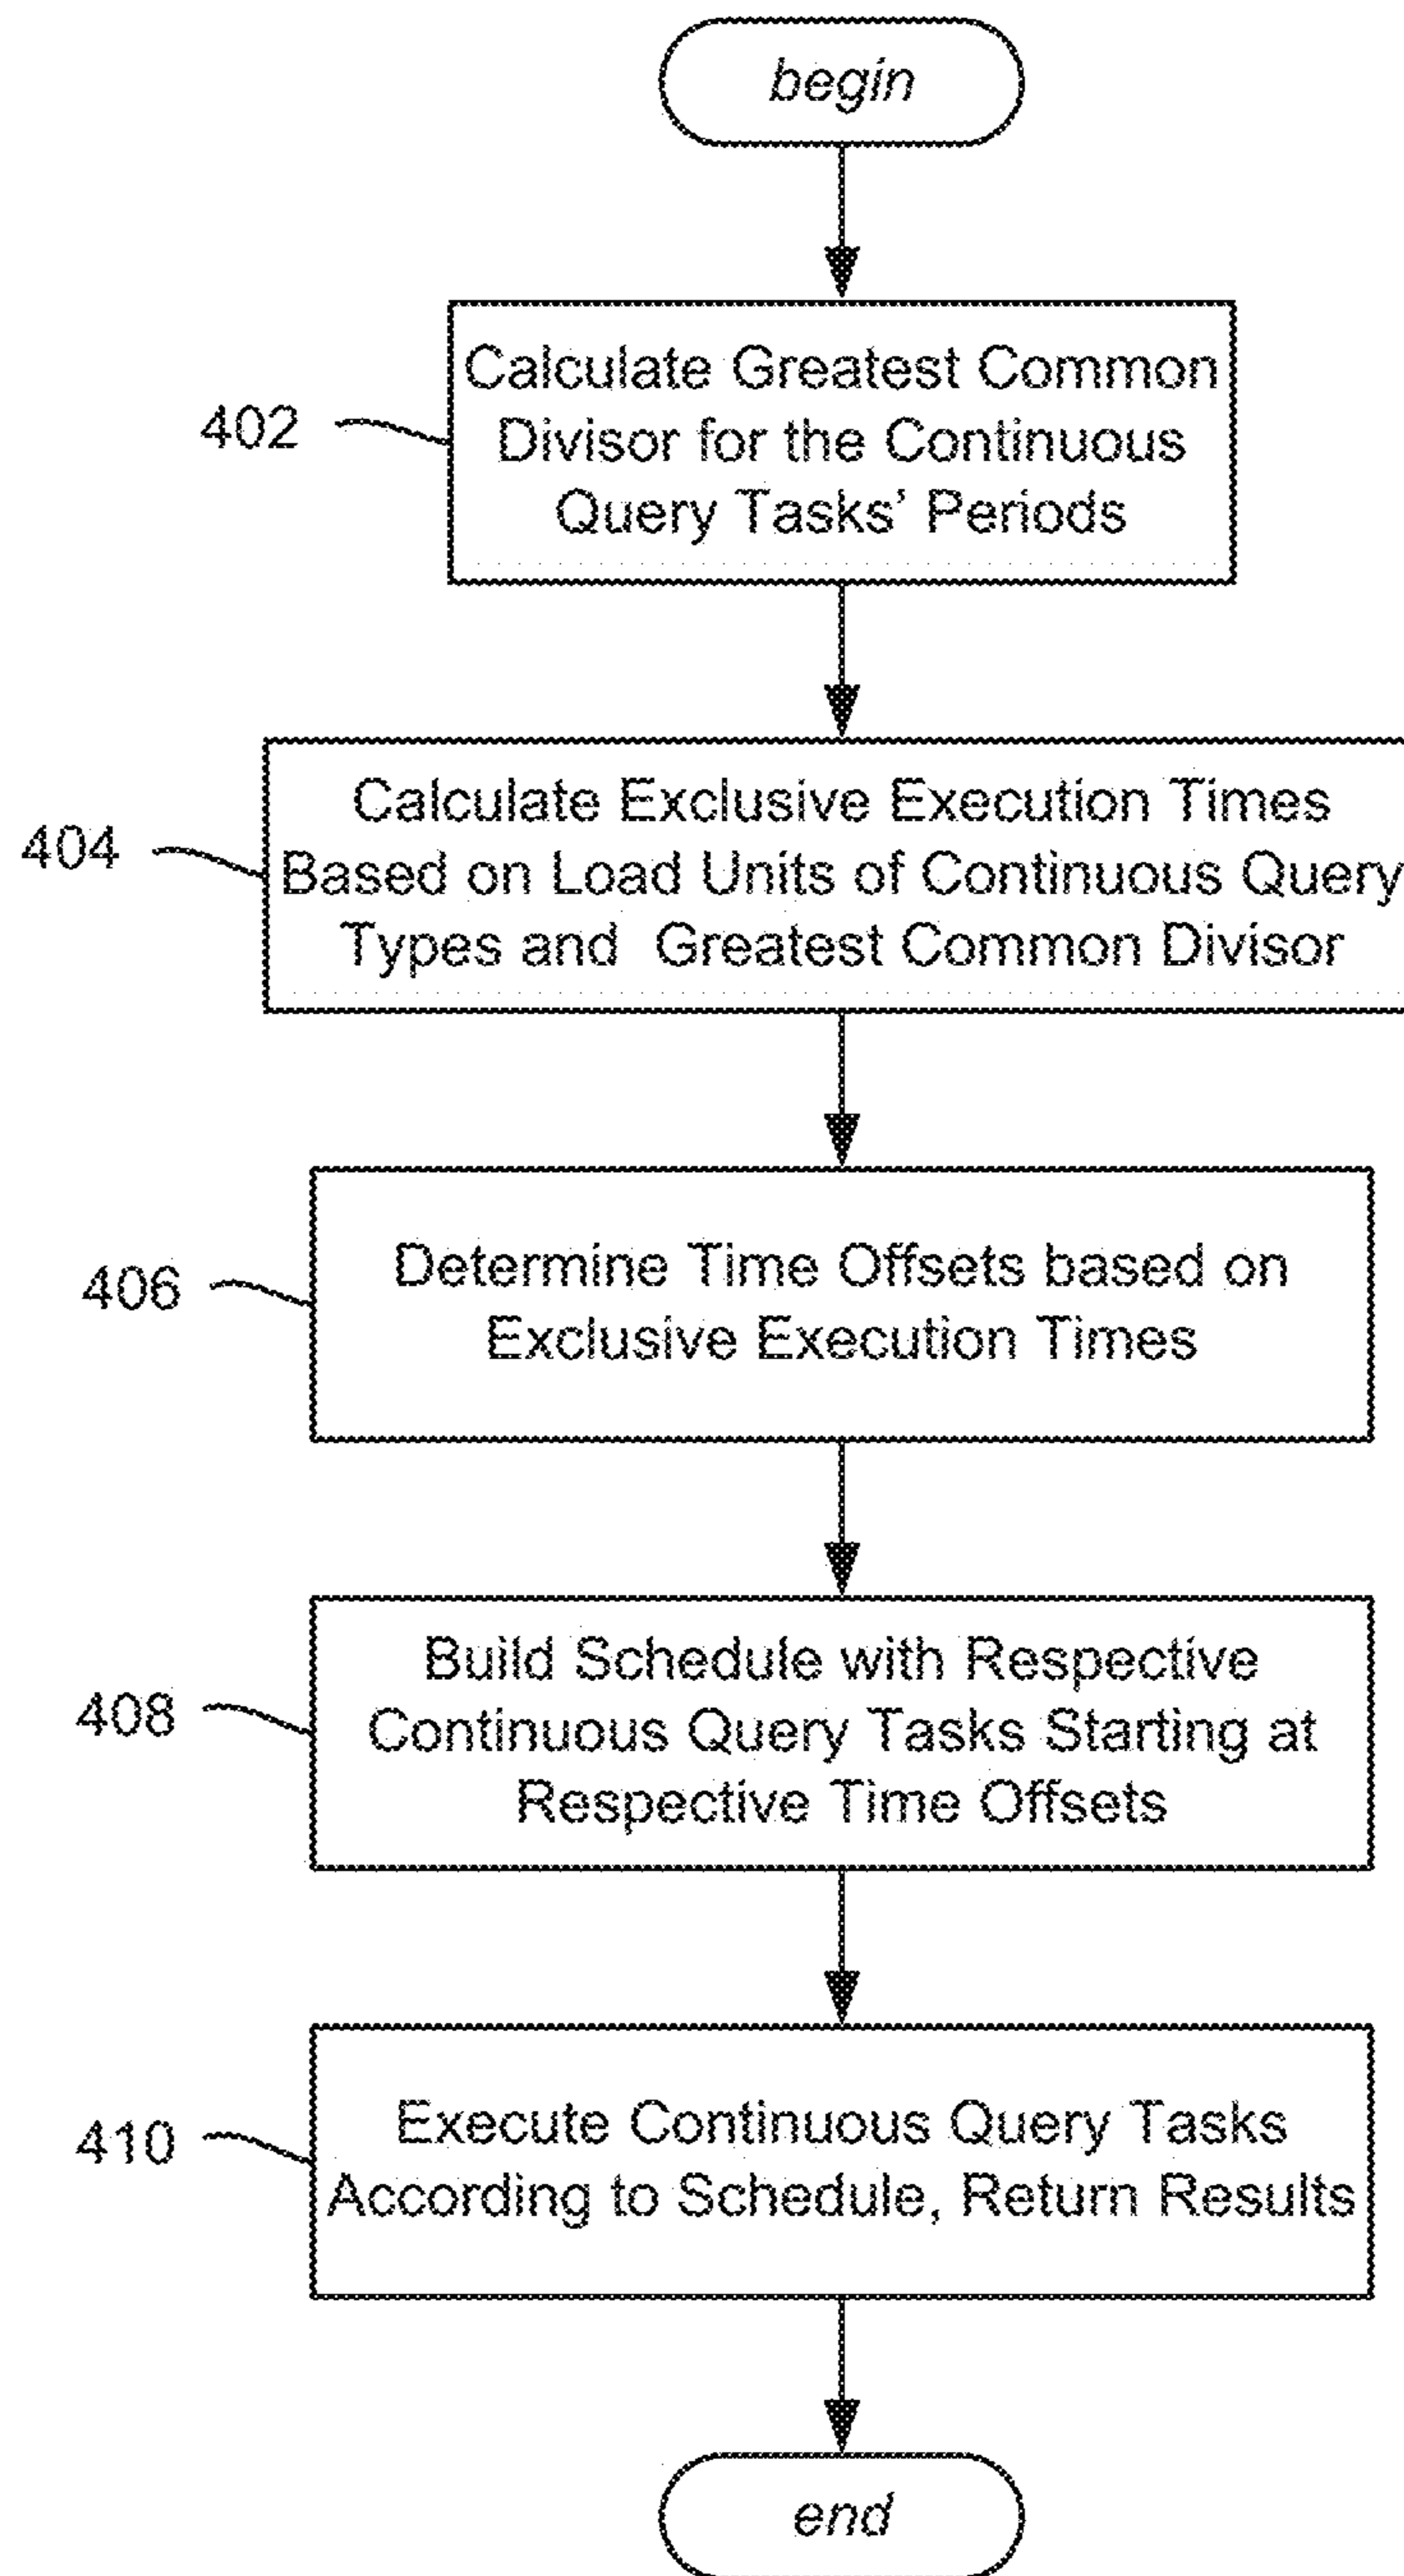 begin
402
Calculate Greatest Common
Divisor for the Continuous
Query Tasks' Periods
404
Calculate Exclusive Execution Times
Based on Load Units of Continuous Query
Types and Greatest Common Divisor
406
Determine Time Offsets based on
Exclusive Execution Times
408
Build Schedule with Respective
Continuous Query Tasks Starting at
Respective Time Offsets
410
Execute Continuous Query Tasks
According to Schedule, Return Results
end